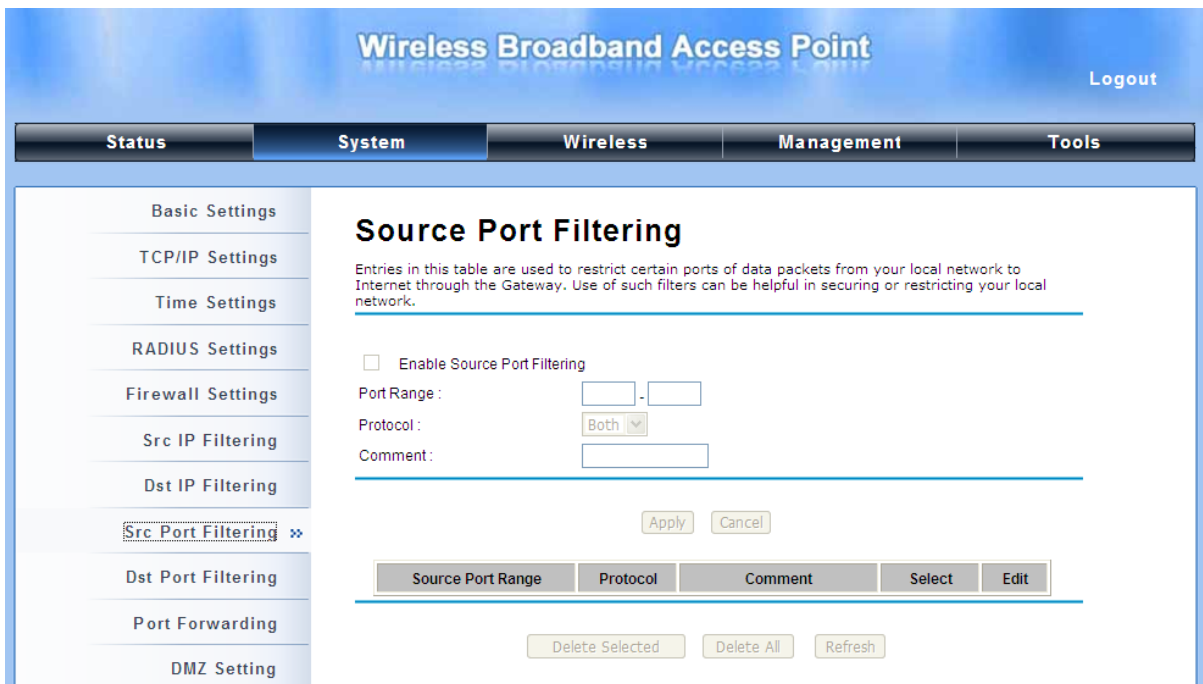 Wireless Broadband Access Point
Logout
Status System Wireless Management Tools
Basic Settings
TCP/IP Settings
Time Settings
RADIUS Settings
Firewall Settings
Src IP Filtering
Dst IP Filtering
Src Port Filtering »
Dst Port Filtering
Port Forwarding
DMZ Setting
Source Port Filtering
Entries in this table are used to restrict certain ports of data packets from your local network to
Internet through the Gateway. Use of such filters can be helpful in securing or restricting your local
network.
Enable Source Port Filtering
Port Range : -
Protocol : Both
Comment :
Apply Cancel
Source Port Range Protocol Comment Select Edit
Delete Selected Delete All Refresh